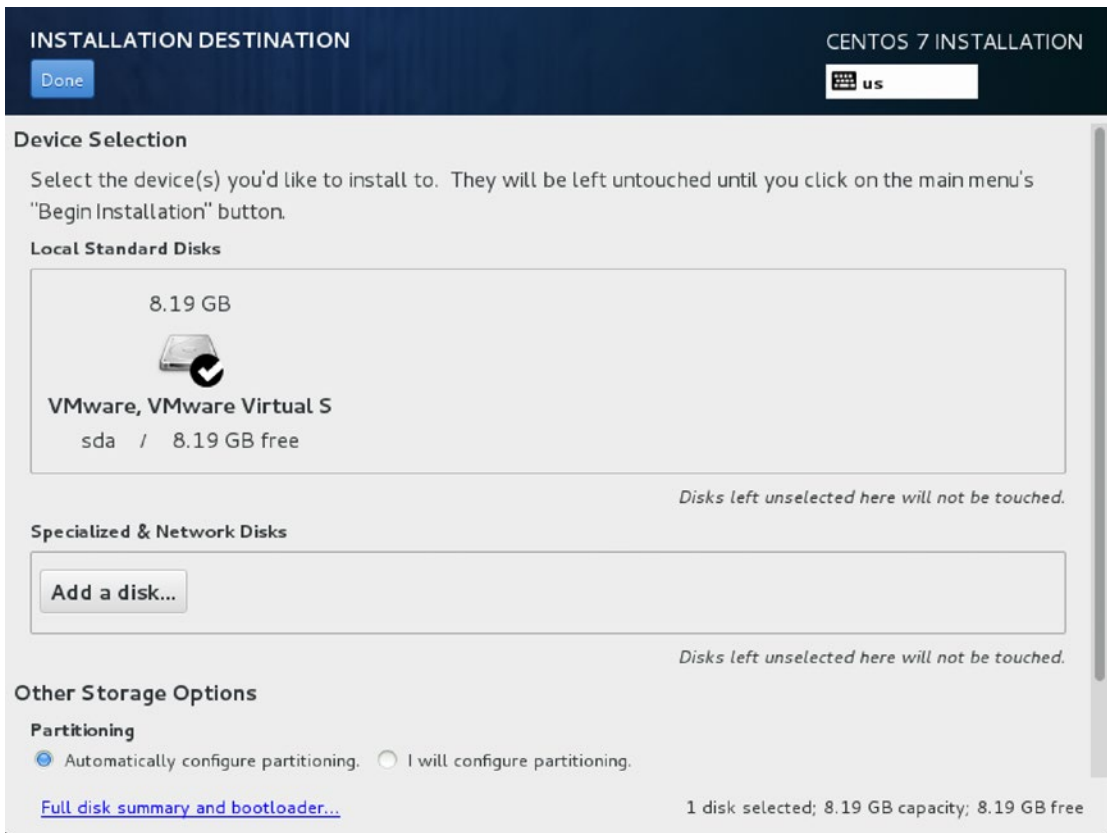 INSTALLATION DESTINATION
CENTOS 7 INSTALLATION
Done
us
Device Selection
Select the device(s) you'd like to install to. They will be left untouched until you click on the main menu's
"Begin Installation" button.
Local Standard Disks
8.19 GB
VMware, VMware Virtual S
sda / 8.19 GB free
Disks left unselected here will not be touched.
Specialized & Network Disks
Add a disk...
Disks left unselected here will not be touched.
Other Storage Options
Partitioning
Automatically configure partitioning. I will configure partitioning.
Full disk summary and bootloader... 1 disk selected; 8.19 GB capacity; 8.19 GB free